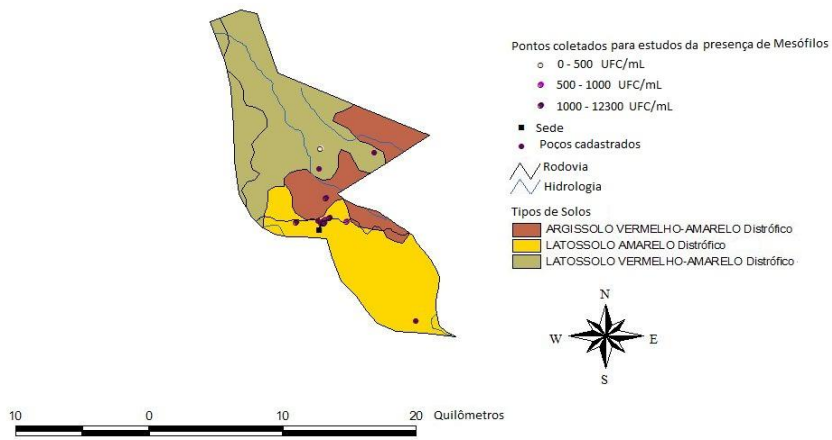 Pontos coletados para estudos da presença de Mesófilos
0 - 500 UFC/mL
500 - 1000 UFC/mL
1000 - 12300 UFC/mL
Sede
Pocos cadastrados
Rodovia
Hidrologia
Tipos de Solos
ARGISSOLO VERMELHO-AMARELO Distrófico
LATOSSOLO AMARELO Distrófico
LATOSSOLO VERMELHO-AMARELO Distrófico
N
W E
S
10 0 10 20 Quilômetros